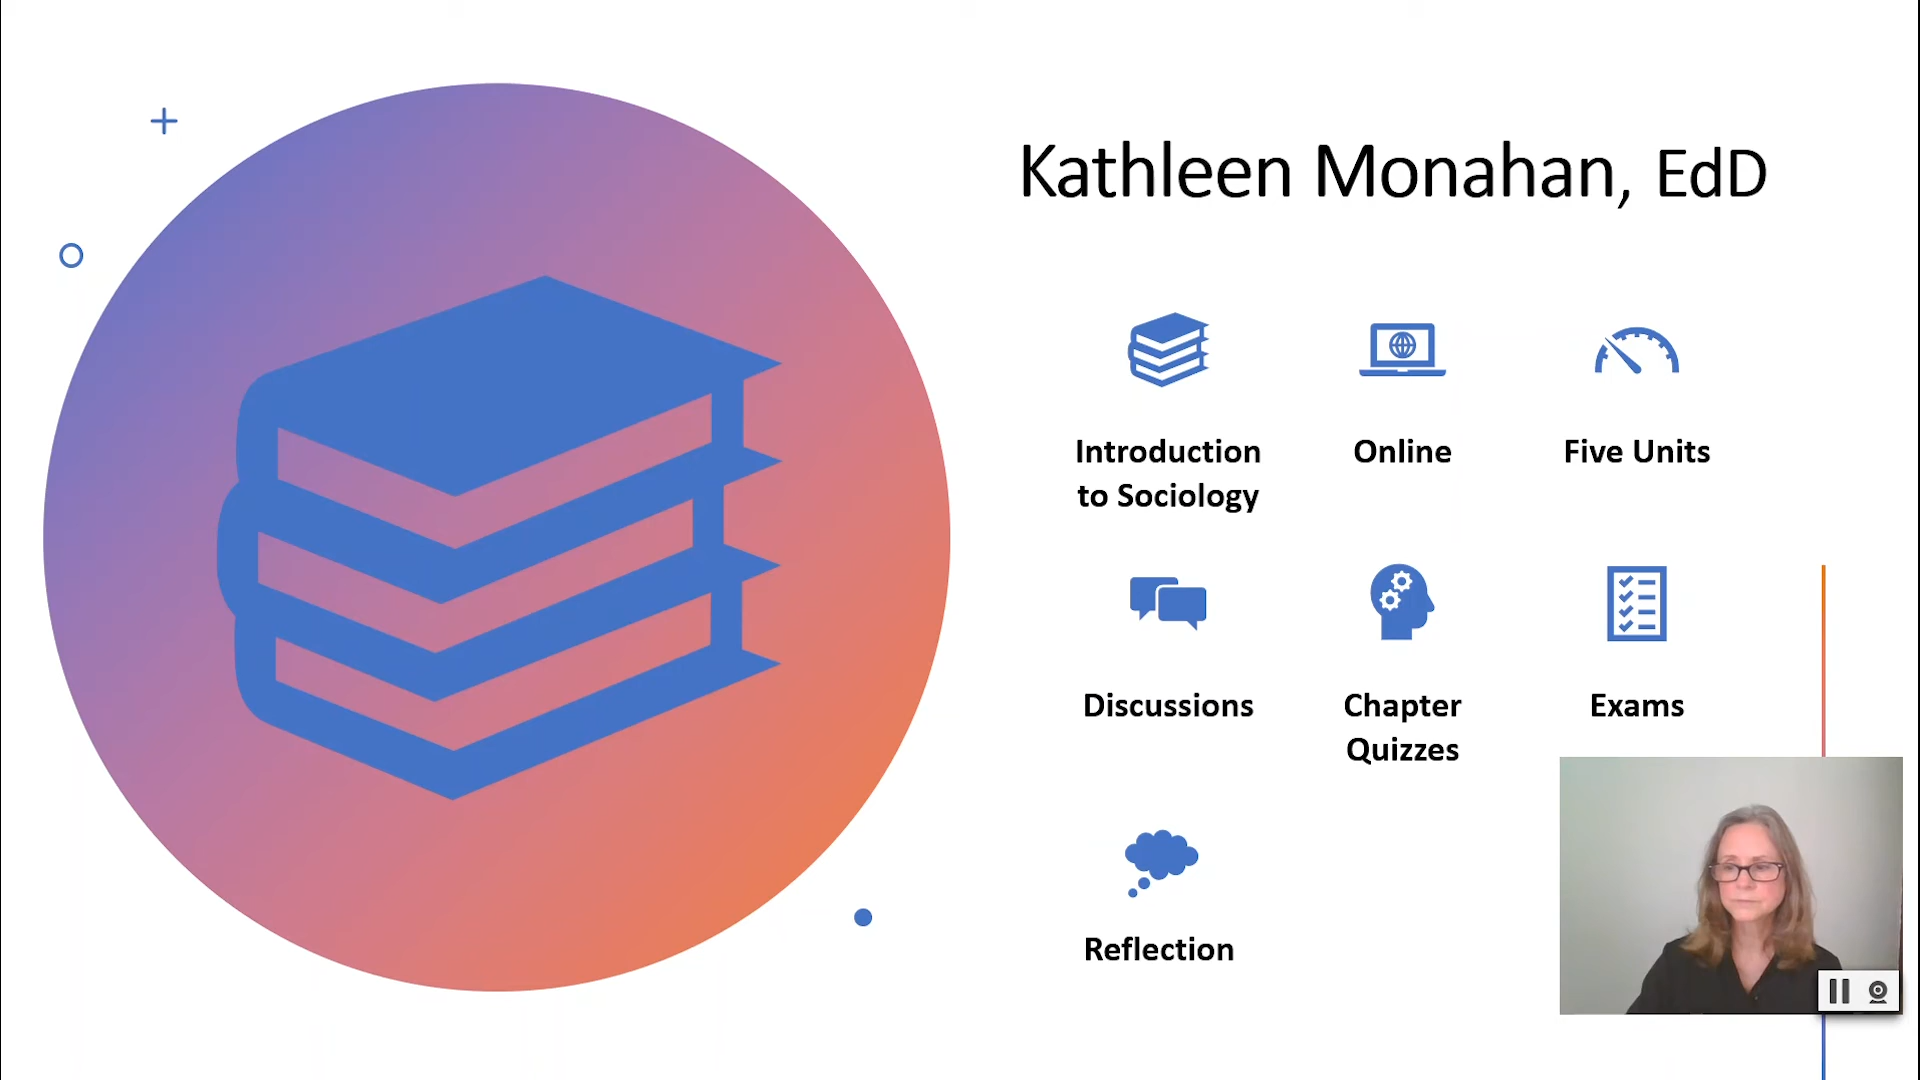 Kathleen Monahan, EdD
Introduction
to Sociology
Online
Five Units
Discussions
Chapter
Quizzes
Exams
Reflection